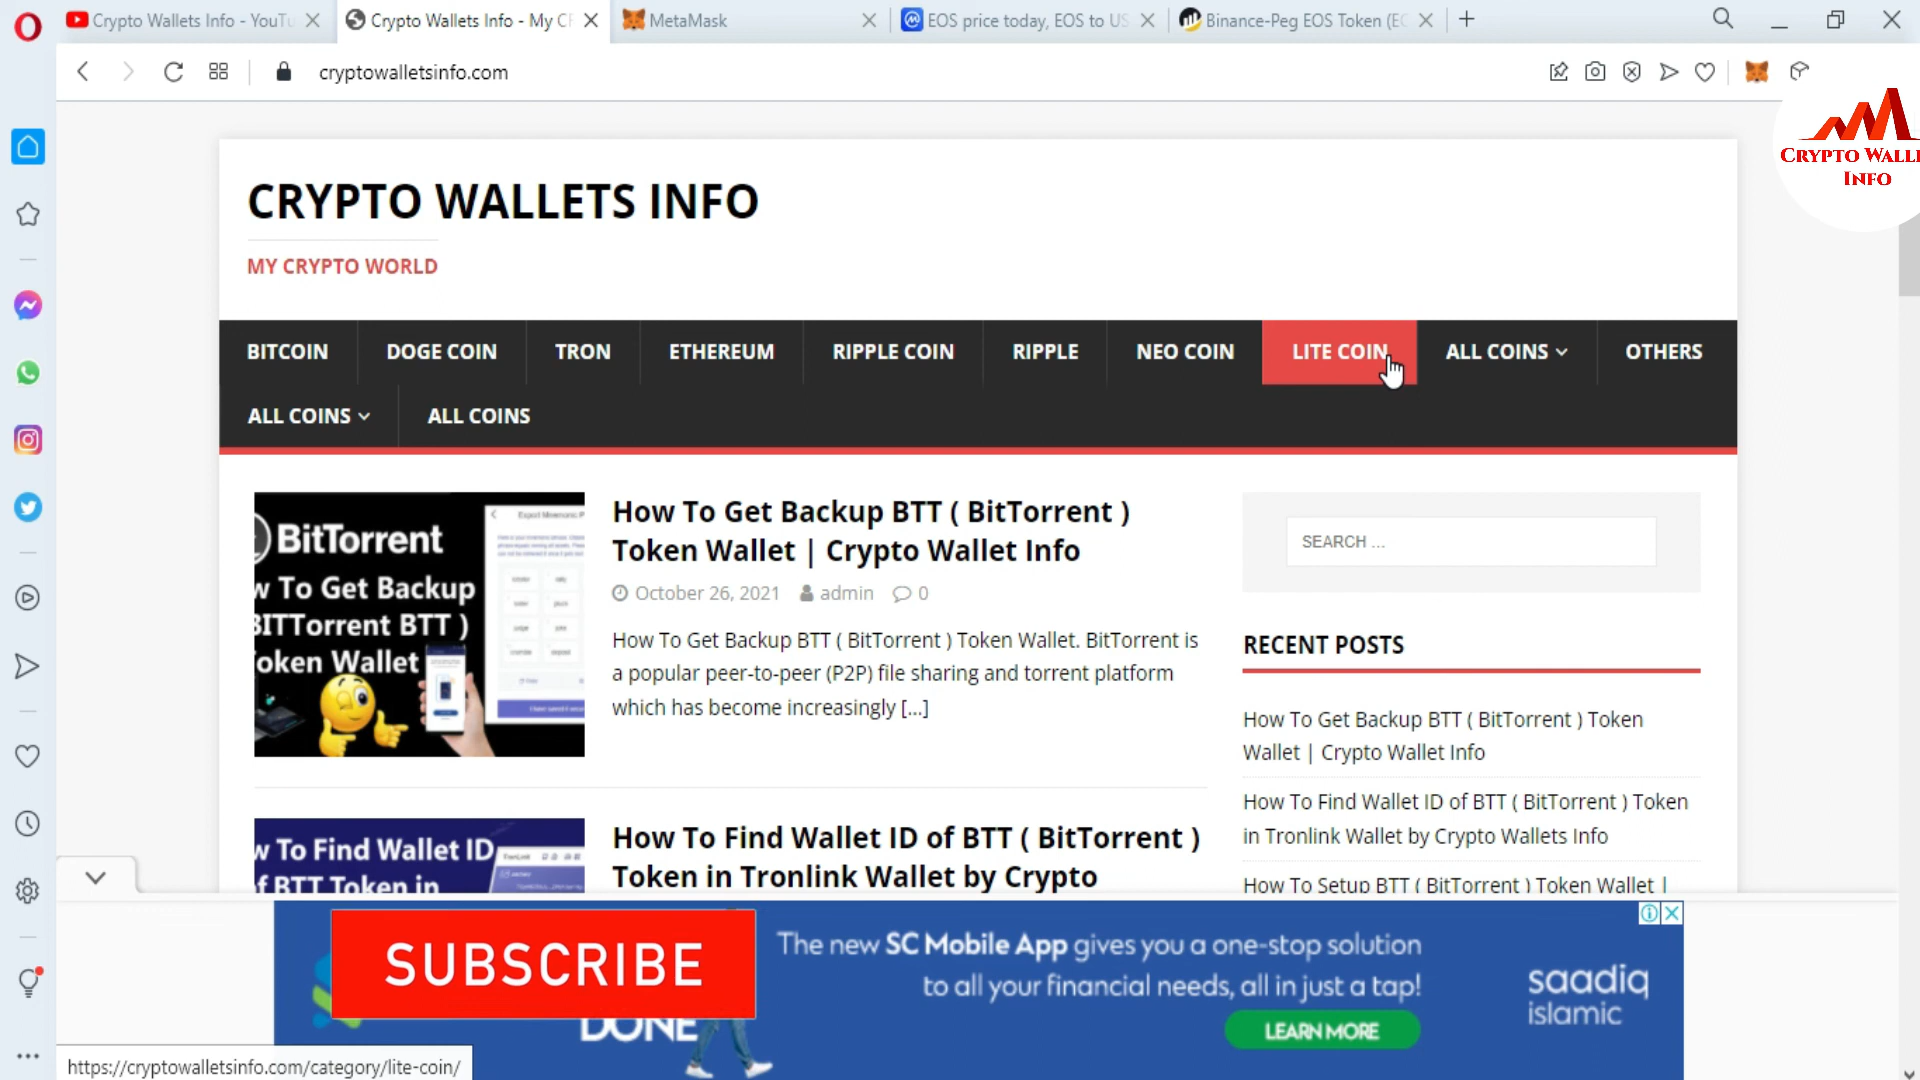 Crypto Wallets Info - YouTu
Crypto Wallets Info - My Cr
MetaMask
EOS price today, EOS to US
Binance-Peg EOS Token (EO
cryptowalletsinfo.com
CRYPTO WALLE
INFO
CRYPTO WALLETS INFO
MY CRYPTO WORLD
BITCOIN
DOGE COIN
TRON
ETHEREUM
RIPPLE COIN
RIPPLE
NEO COIN
LITE COIN
ALL COINS
OTHERS
ALL COINS
ALL COINS
BitTorrent
w To Get Backup
BITTorrent BTT )
oken Wallet
How To Get Backup BTT ( BitTorrent )
Token Wallet | Crypto Wallet Info
October 26, 2021 admin 0
How To Get Backup BTT ( BitTorrent ) Token Wallet. BitTorrent is
a popular peer-to-peer (P2P) file sharing and torrent platform
which has become increasingly [...]
SEARCH ...
RECENT POSTS
How To Get Backup BTT ( BitTorrent ) Token
Wallet | Crypto Wallet Info
How To Find Wallet ID of BTT ( BitTorrent ) Token
in Tronlink Wallet by Crypto Wallets Info
How To Setup BTT ( BitTorrent ) Token Wallet |
w To Find Wallet ID
f BTT Token in
How To Find Wallet ID of BTT ( BitTorrent )
Token in Tronlink Wallet by Crypto
SUBSCRIBE
DONE
The new SC Mobile App gives you a one-stop solution
to all your financial needs, all in just a tap!
LEARN MORE
saadiq
islamic
https://cryptowalletsinfo.com/category/lite-coin/